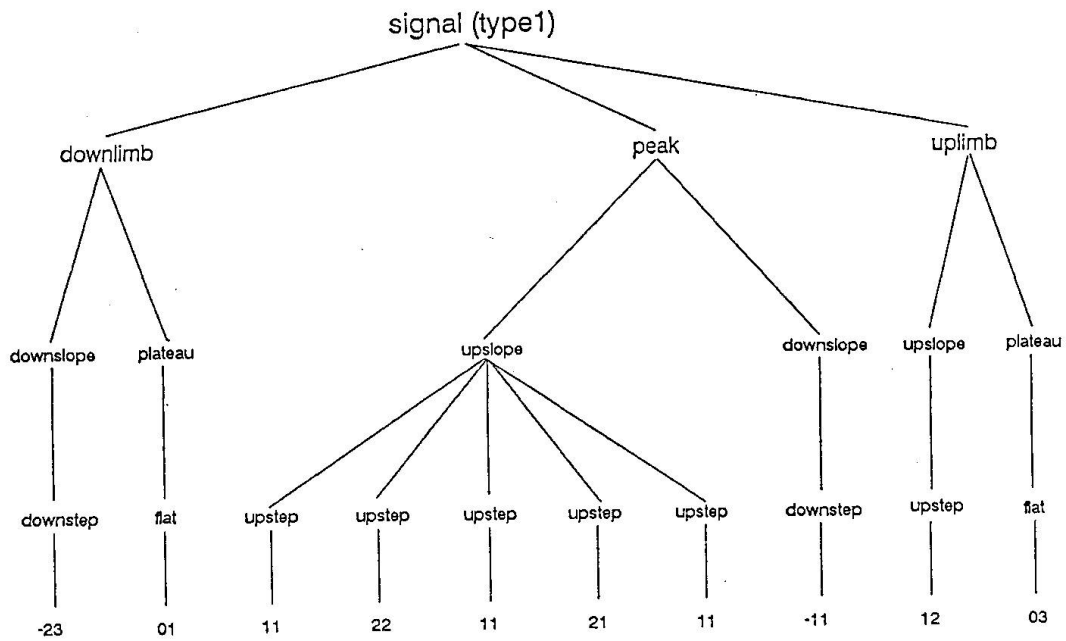 signal (type1)
downlimb peak uplimb
downslope plateau upslope downslope upslope plateau
downstep flat upstep upstep upstep upstep upstep downstep upstep flat
-23 01 11 22 11 21 11 -11 12 03